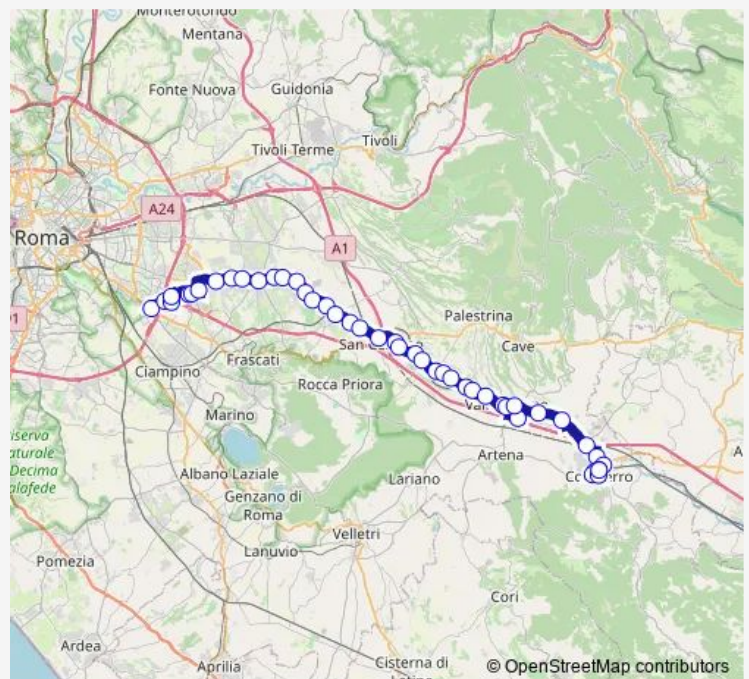 Monterotondo
Mentana
Fonte Nuova
Guidonia
Tivoli Terme
Tivoli
A24
Roma
A1
Palestrina
Cave
Frascati
Ciampino
Rocca Priora
Marino
Artena
Albano Laziale
Lariano
Genzano di
Roma
Velletri
Lanuvio
Pomezia
Cori
Ardea
Aprilia
Cisterna di
© OpenStreetMap contributors